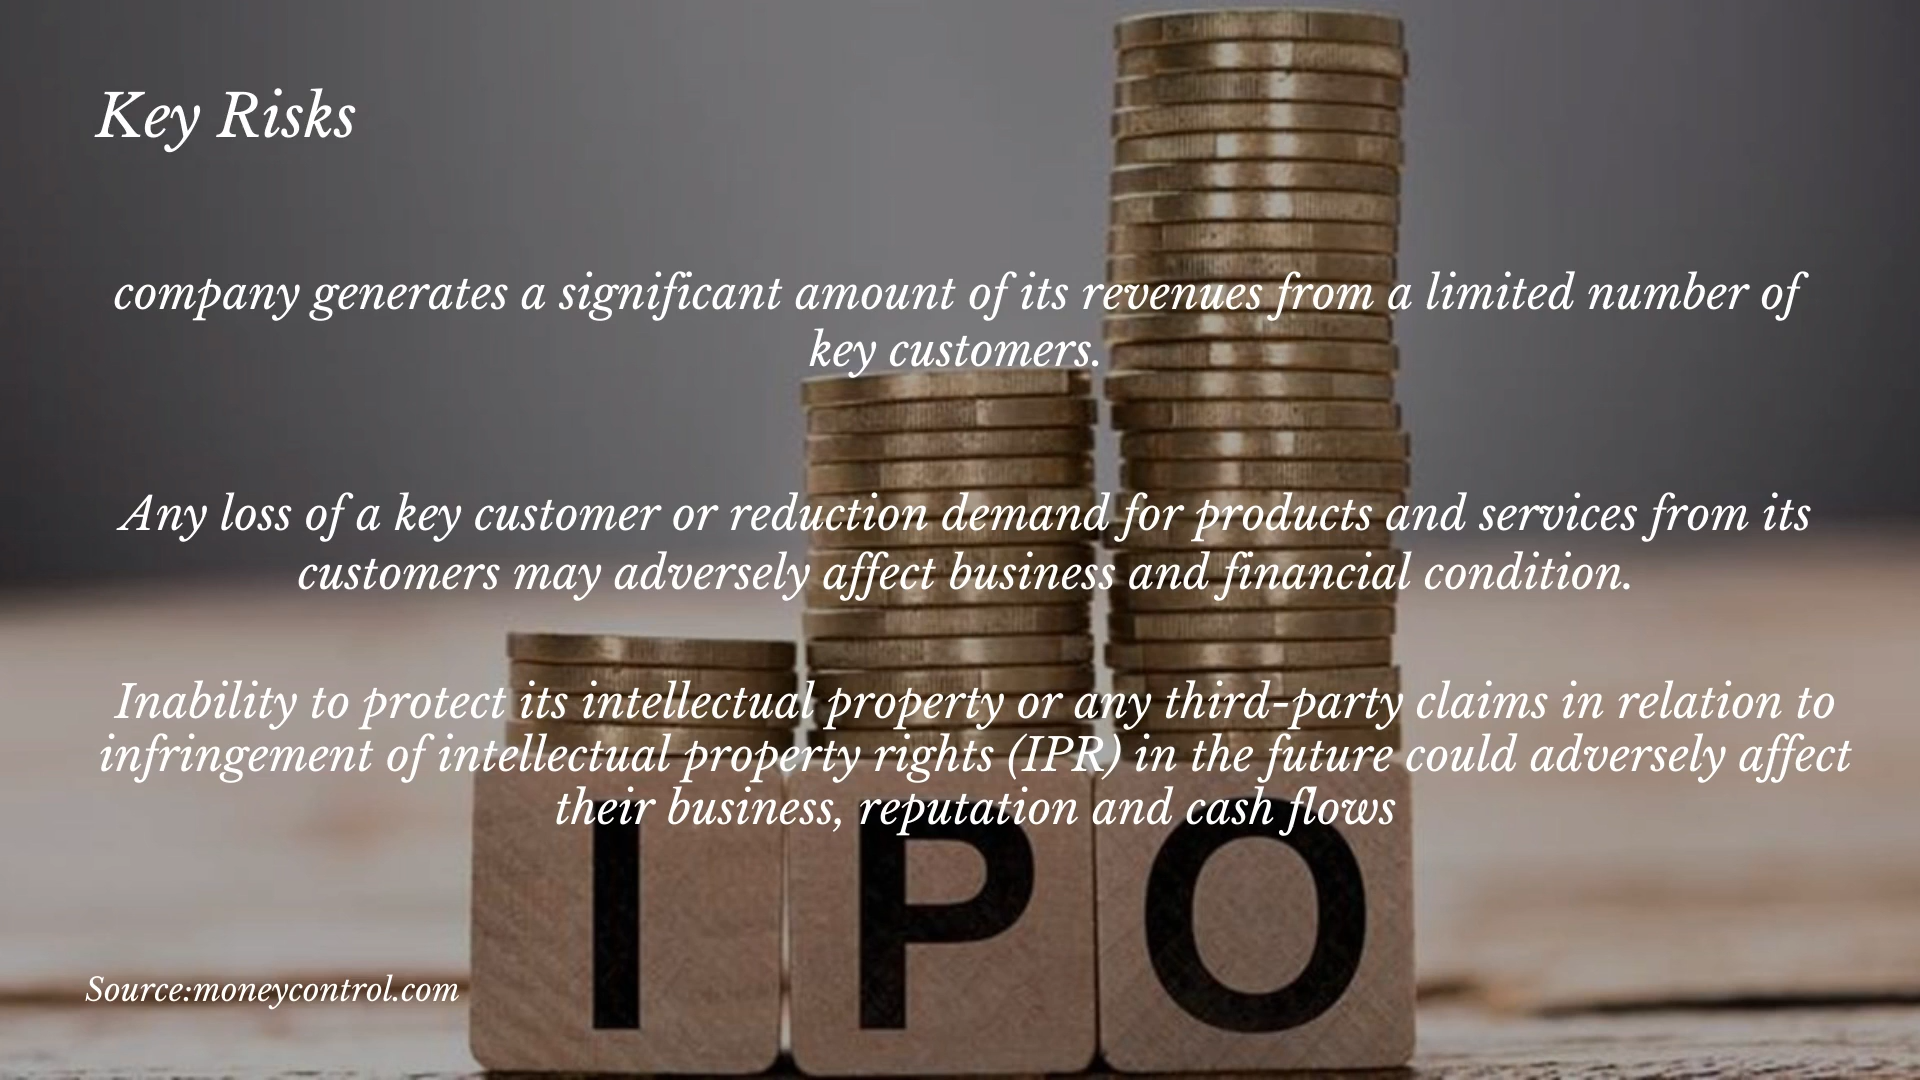 Key Risks
company generates a significant amount of its revenues from a limited number of
key customers.
Any loss of a key customer or reduction demand for products and services from its
customers may adversely affect business and financial condition.
Inability to protect its intellectual property or any third-party claims in relation to
infringement of intellectual property rights (IPR) in the future could adversely affect
their business, reputation and cash flows
I P O
Source:moneycontrol.com